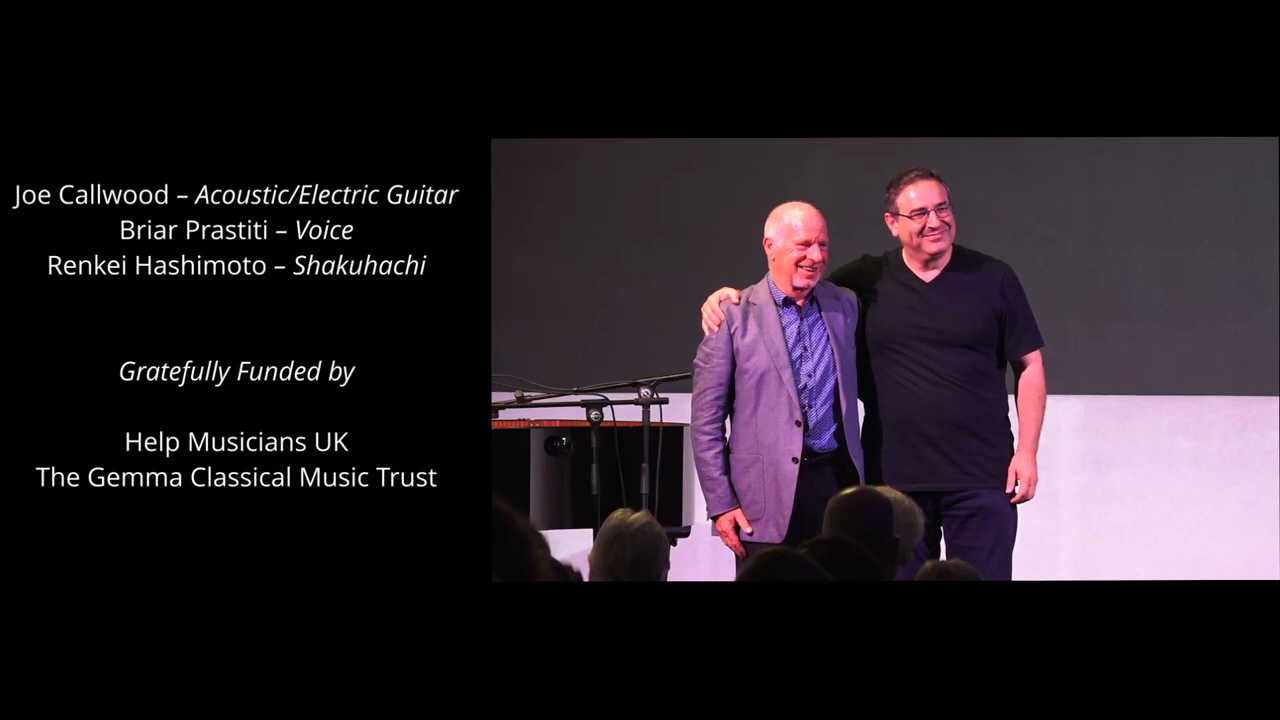 Joe Callwood – Acoustic/Electric Guitar
Briar Prastiti – Voice
Renkei Hashimoto – Shakuhachi
Gratefully Funded by
Help Musicians UK
The Gemma Classical Music Trust